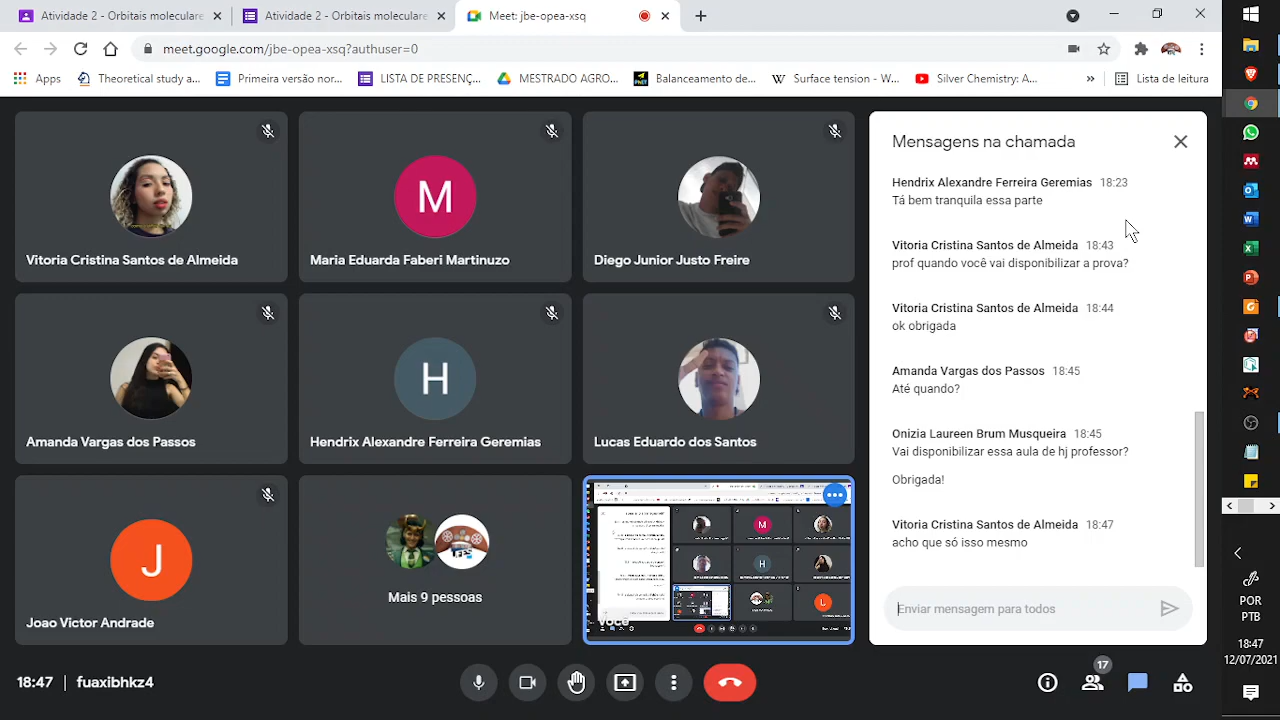 Atividade 2 - Orbitais moleculare
Atividade 2 - Orbitais moleculare
Meet: jbe-opea-xsq
meet.google.com/jbe-opea-xsq?authuser=0
Apps
Theoretical study a...
Primeira versão nor...
LISTA DE PRESENÇ...
MESTRADO AGRO...
Balanceamento de...
Surface tension - W...
Silver Chemistry: A...
»
Lista de leitura
Vitoria Cristina Santos de Almeida
M
Maria Eduarda Faberi Martinuzo
Diego Junior Justo Freire
Amanda Vargas dos Passos
H
Hendrix Alexandre Ferreira Geremias
Lucas Eduardo dos Santos
J
Joao Victor Andrade
Mais 9 pessoas
Você
Mensagens na chamada
Hendrix Alexandre Ferreira Geremias 18:23
Tá bem tranquila essa parte
Vitoria Cristina Santos de Almeida 18:43
prof quando você vai disponibilizar a prova?
Vitoria Cristina Santos de Almeida 18:44
ok obrigada
Amanda Vargas dos Passos 18:45
Até quando?
Onizia Laureen Brum Musqueira 18:45
Vai disponibilizar essa aula de hj professor?
Obrigada!
Vitoria Cristina Santos de Almeida 18:47
acho que só isso mesmo
Enviar mensagem para todos
18:47 | fuaxibhkz4
17
POR
PTB
18:47
12/07/2021